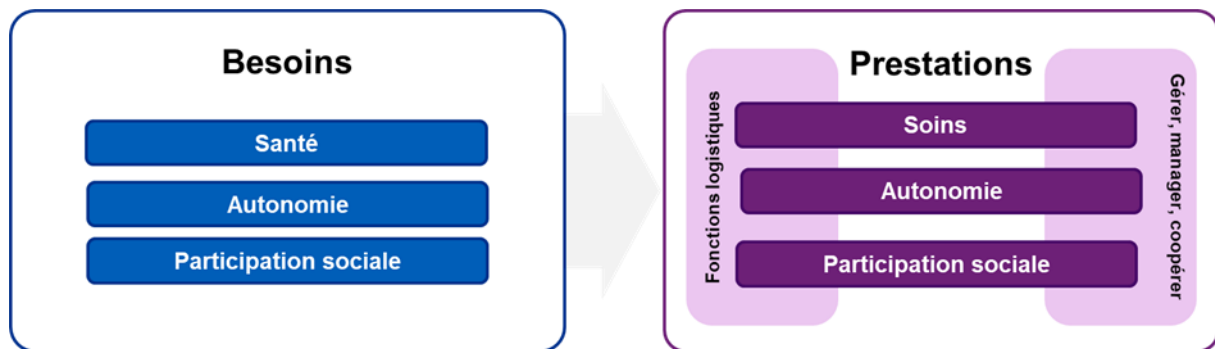 Besoins
Santé
Autonomie
Participation sociale
Prestations
Fonctions logistiques
Soins
Autonomie
Participation sociale
Gérer, manager, coopérer